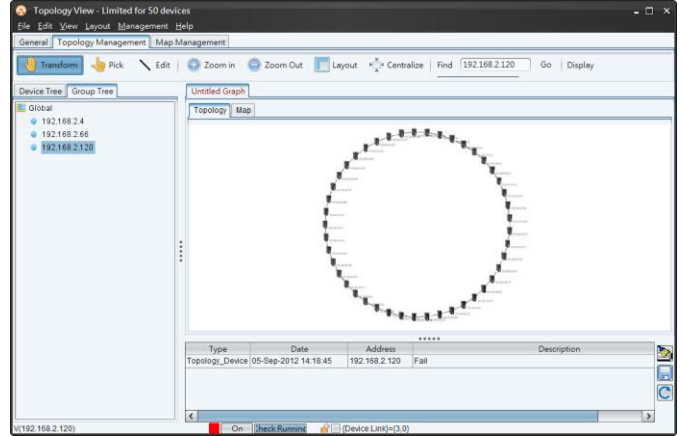 Topology View - Limited for 50 devices
File Edit View Layout Management Help
General Topology Management Map Management
Transform Pick Edit Zoom in Zoom Out Layout Centralize Find 192.168.2.120 Go Display
Device Tree Group Tree Untitled Graph
Global
192.168.2.4
192.168.2.66
192.168.2.120
Topology Map
Type Date Address Description
Topology_Device 05-Sep-2012 14:18:45 192.168.2.120 Fail
V(192.168.2.120) On Check Running (Device:Link)=(3,0)